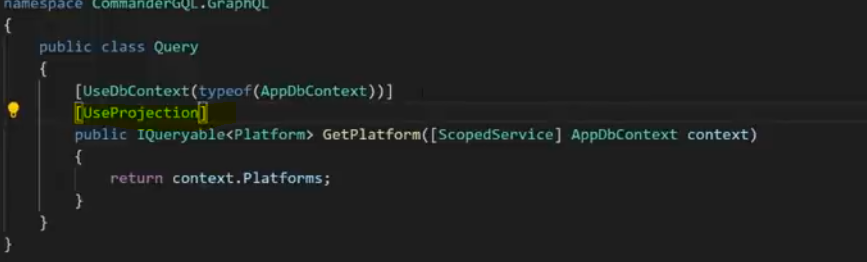 namespace CommanderGQL.GraphQL
{
public class Query
{
[UseDbContext(typeof(AppDbContext))]
[UseProjection]
public IQueryable<Platform> GetPlatform([ScopedService] AppDbContext context)
{
return context.Platforms;
}
}
}